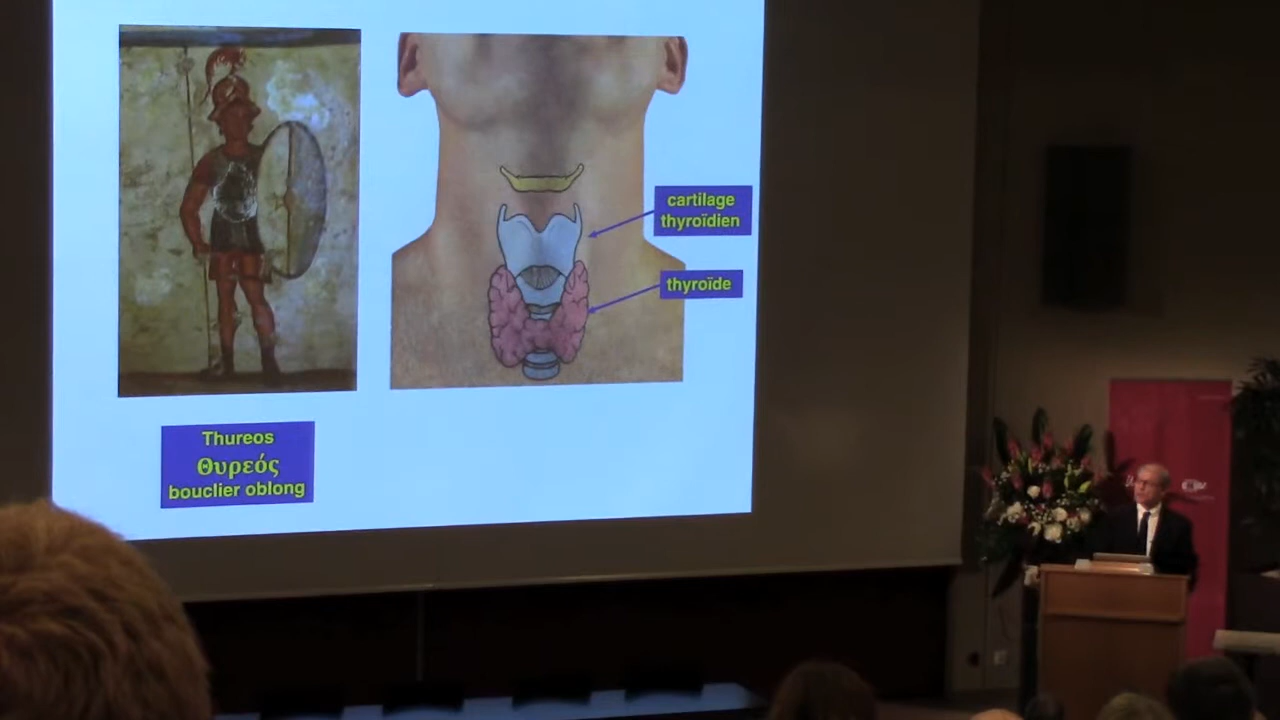 cartilage
thyroïdien
thyroïde
Thureos
Θυρεός
bouclier oblong